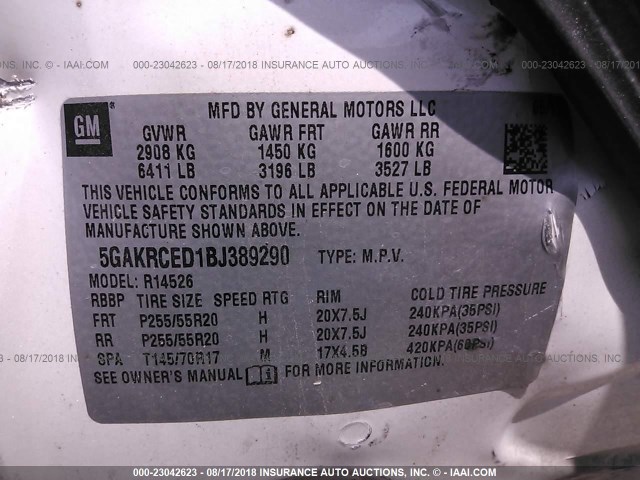 000-23042623 - 08/17/2018 INSURANCE AUTO AUCTIONS, INC. - IAAI.COM
GM
MFD BY GENERAL MOTORS LLC
GVWR GAWR FRT GAWR RR
2908 KG 1450 KG 1600 KG
6411 LB 3196 LB 3527 LB
THIS VEHICLE CONFORMS TO ALL APPLICABLE U.S. FEDERAL MOTOR
VEHICLE SAFETY STANDARDS IN EFFECT ON THE DATE OF
MANUFACTURE SHOWN ABOVE.
5GAKRCED1BJ389290 TYPE: M.P.V.
MODEL: R14526
RBBP TIRE SIZE SPEED RTG RIM COLD TIRE PRESSURE
FRT P255/55R20 H 20X7.5J 240KPA(35PSI)
RR P255/55R20 H 20X7.5J 240KPA(35PSI)
SPA T145/70R17 M 17X4.5B 420KPA(60PSI)
SEE OWNER'S MANUAL FOR MORE INFORMATION.
000-23042623 - 08/17/2018 INSURANCE AUTO AUCTIONS, INC. - IAAI.COM